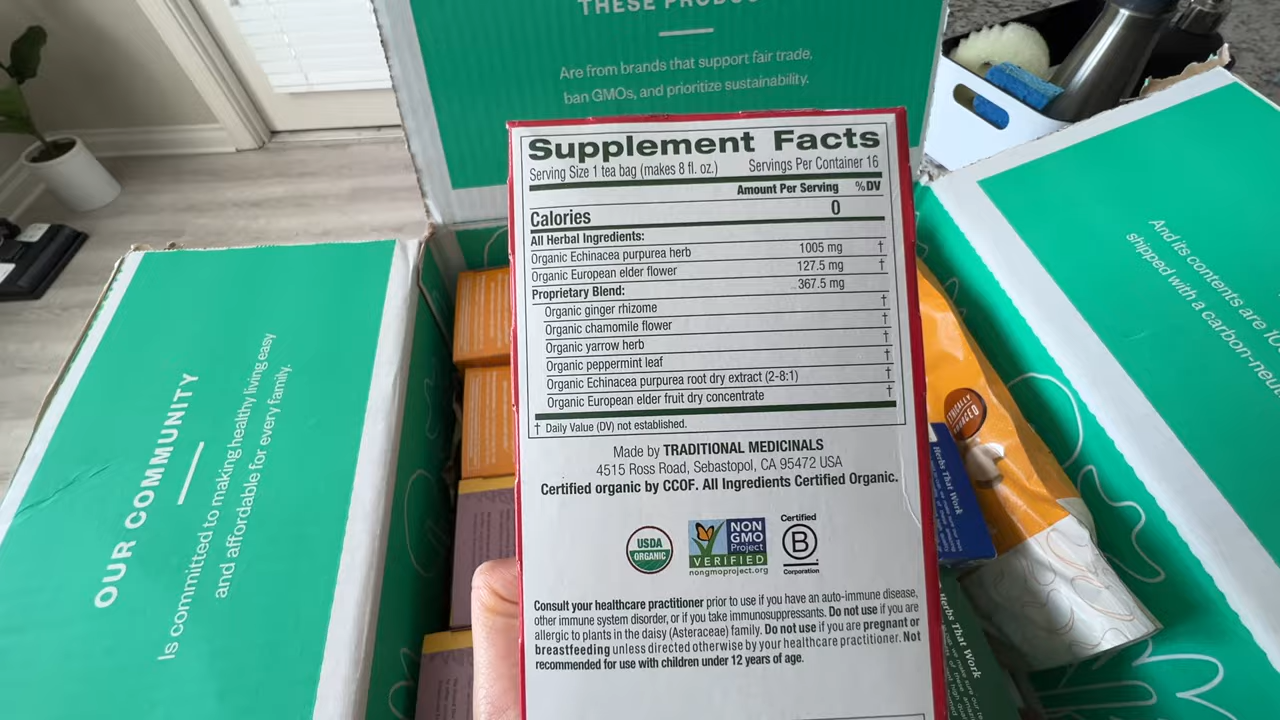 THESE
Are from brands that support fair trade,
ban GMOs, and prioritize sustainability.
Supplement Facts
Serving Size 1 tea bag (makes 8 fl. oz.) Servings Per Container 16
Amount Per Serving %DV
Calories 0
All Herbal Ingredients:
Organic Echinacea purpurea herb 1005 mg †
Organic European elder flower 127.5 mg †
Proprietary Blend: 367.5 mg
Organic ginger rhizome †
Organic chamomile flower †
Organic yarrow herb †
Organic peppermint leaf †
Organic Echinacea purpurea root dry extract (2-8:1) †
Organic European elder fruit dry concentrate †
† Daily Value (DV) not established.
Made by TRADITIONAL MEDICINALS
4515 Ross Road, Sebastopol, CA 95472 USA
Certified organic by CCOF. All Ingredients Certified Organic.
USDA
ORGANIC
NON
GMO
Project
VERIFIED
nongmoproject.org
Certified
B
Corporation
Consult your healthcare practitioner prior to use if you have an auto-immune disease,
other immune system disorder, or if you take immunosuppressants. Do not use if you are
allergic to plants in the daisy (Asteraceae) family. Do not use if you are pregnant or
breastfeeding unless directed otherwise by your healthcare practitioner. Not
recommended for use with children under 12 years of age.
OUR COMMUNITY
Is committed to making healthy living easy
and affordable for every family.
And its contents are
shipped with a
Herbs That Work
Herbs That Work